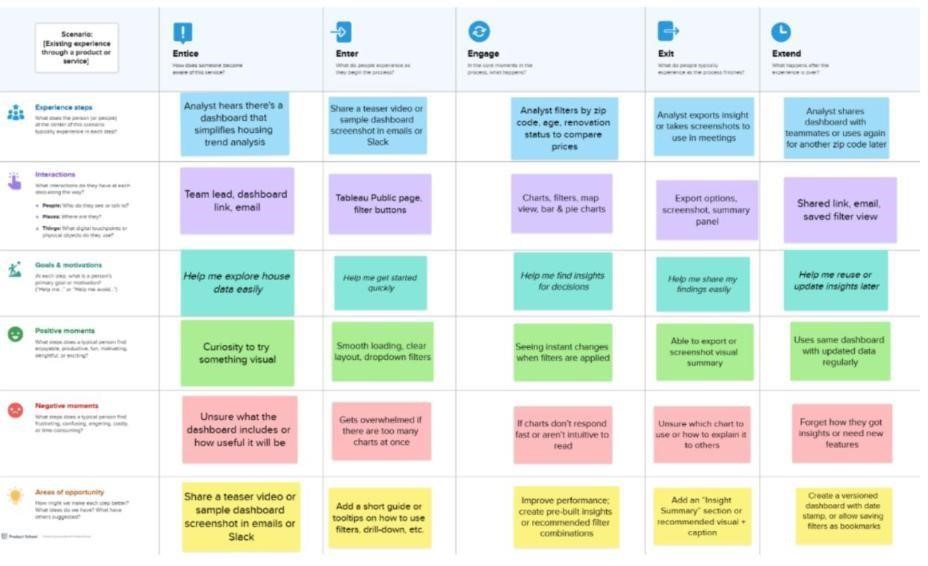 Scenario:
[Existing experience
through a product or
service]
Entice
How does someone become
aware of this service?
Enter
What do people experience as
they begin the process?
Engage
In the core moments in the
process, what happens?
Exit
What do people typically
experience as the process finishes?
Extend
What happens after the
experience is over?
Experience steps
What does the person (or people)
at the center of this scenario
typically experience in each step?
Analyst hears there's a
dashboard that
simplifies housing
trend analysis
Share a teaser video or
sample dashboard
screenshot in emails or
Slack
Analyst filters by zip
code, age, renovation
status to compare
prices
Analyst exports insight
or takes screenshots to
use in meetings
Analyst shares
dashboard with
teammates or uses again
for another zip code later
Interactions
What interactions do they have at each
step along the way?
People: Who do they see or talk to?
Places: Where are they?
Things: What digital touchpoints or
physical objects do they use?
Team lead, dashboard
link, email
Tableau Public page,
filter buttons
Charts, filters, map
view, bar & pie charts
Export options,
screenshot, summary
panel
Shared link, email,
saved filter view
Goals & motivations
At each step, what is a person's
primary goal or motivation?
("Help me..." or "Help me avoid...")
Help me explore house
data easily
Help me get started
quickly
Help me find insights
for decisions
Help me share my
findings easily
Help me reuse or
update insights later
Positive moments
What steps does a typical person find
enjoyable, productive, fun, motivating,
delightful, or exciting?
Curiosity to try
something visual
Smooth loading, clear
layout, dropdown filters
Seeing instant changes
when filters are applied
Able to export or
screenshot visual
summary
Uses same dashboard
with updated data
regularly
Negative moments
What steps does a typical person find
frustrating, confusing, angering, costly,
or time-consuming?
Unsure what the
dashboard includes or
how useful it will be
Gets overwhelmed if
there are too many
charts at once
If charts don't respond
fast or aren't intuitive to
read
Unsure which chart to
use or how to explain it
to others
Forget how they got
insights or need new
features
Areas of opportunity
How might we make each step better?
What ideas do we have? What have
others suggested?
Share a teaser video or
sample dashboard
screenshot in emails or
Slack
Add a short guide or
tooltips on how to use
filters, drill-down, etc.
Improve performance;
create pre-built insights
or recommended filter
combinations
Add an "Insight
Summary" section or
recommended visual +
caption
Create a versioned
dashboard with date
stamp, or allow saving
filters as bookmarks
Product School